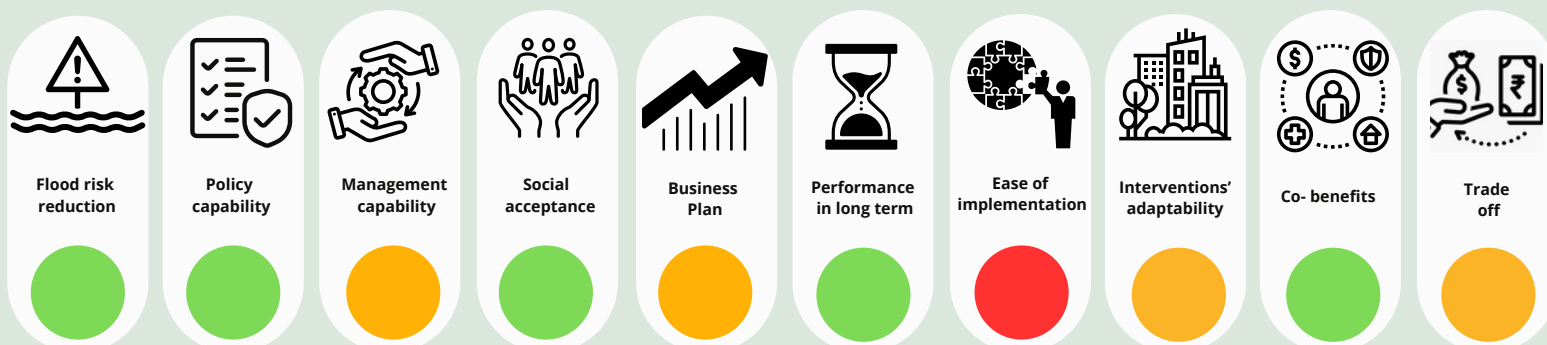 Flood risk
reduction
Policy
capability
Management
capability
Social
acceptance
Business
Plan
Performance
in long term
Ease of
implementation
Interventions’
adaptability
Co- benefits
Trade
off